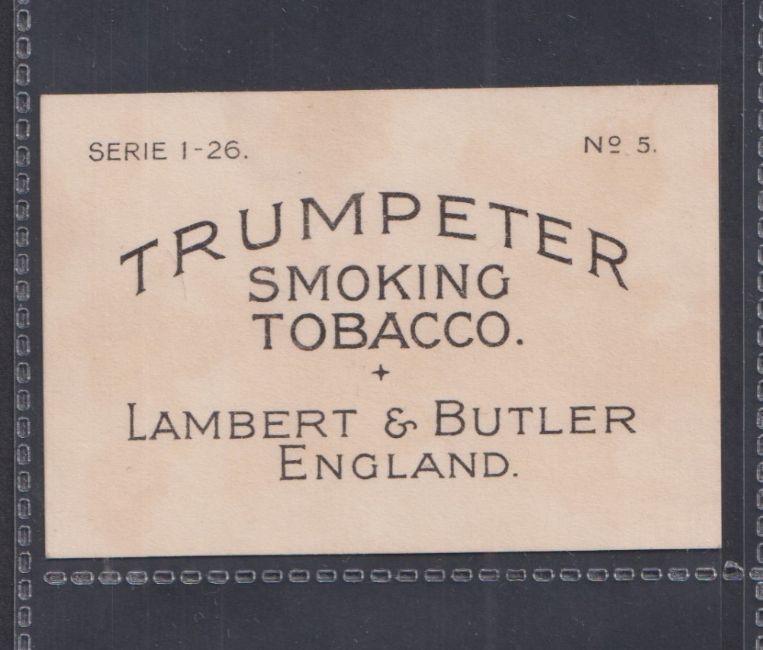 SERIE 1-26.
Nº 5.
TRUMPETER
SMOKING
TOBACCO.
LAMBERT & BUTLER
ENGLAND.